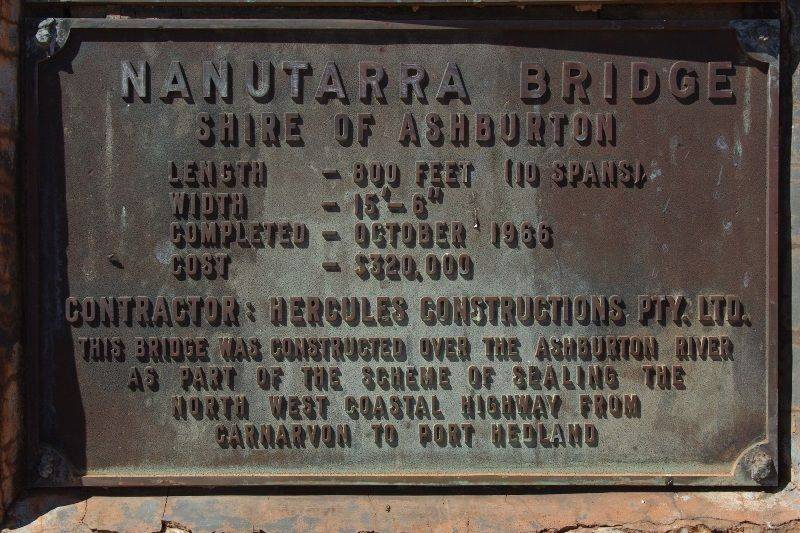 NANUTARRA BRIDGE
SHIRE OF ASHBURTON
LENGTH - 800 FEET (10 SPANS)
WIDTH - 15' - 6"
COMPLETED - OCTOBER 1966
COST - $320,000
CONTRACTOR: HERCULES CONSTRUCTIONS PTY. LTD.
THIS BRIDGE WAS CONSTRUCTED OVER THE ASHBURTON RIVER
AS PART OF THE SCHEME OF SEALING THE
NORTH WEST COASTAL HIGHWAY FROM
CARNARVON TO PORT HEDLAND